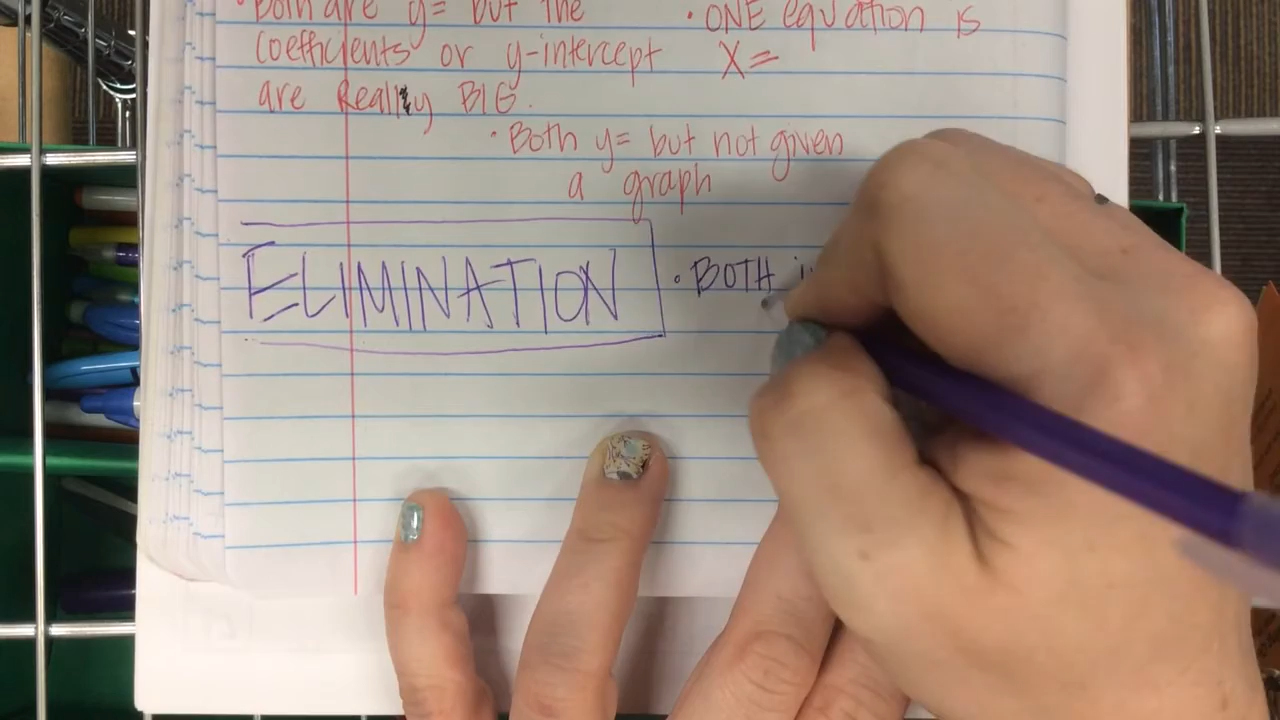 • Both are y= but the
coefficients or y-intercept
are Really BIG.
• ONE equation is
X=
• Both y= but not given
a graph
ELIMINATION
• BOTH